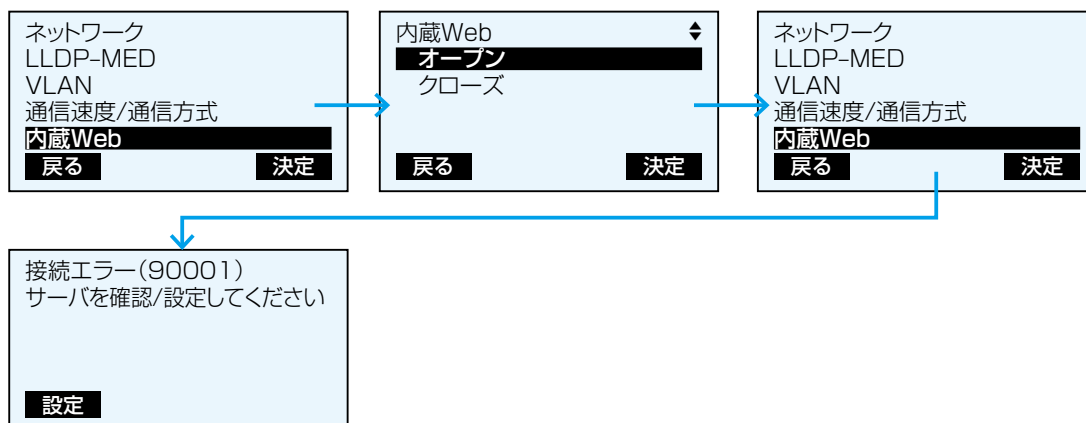 ネットワーク
LLDP-MED
VLAN
通信速度/通信方式
内蔵Web
戻る 決定
内蔵Web
オープン
クローズ
戻る 決定
ネットワーク
LLDP-MED
VLAN
通信速度/通信方式
内蔵Web
戻る 決定
接続エラー(90001)
サーバを確認/設定してください
設定